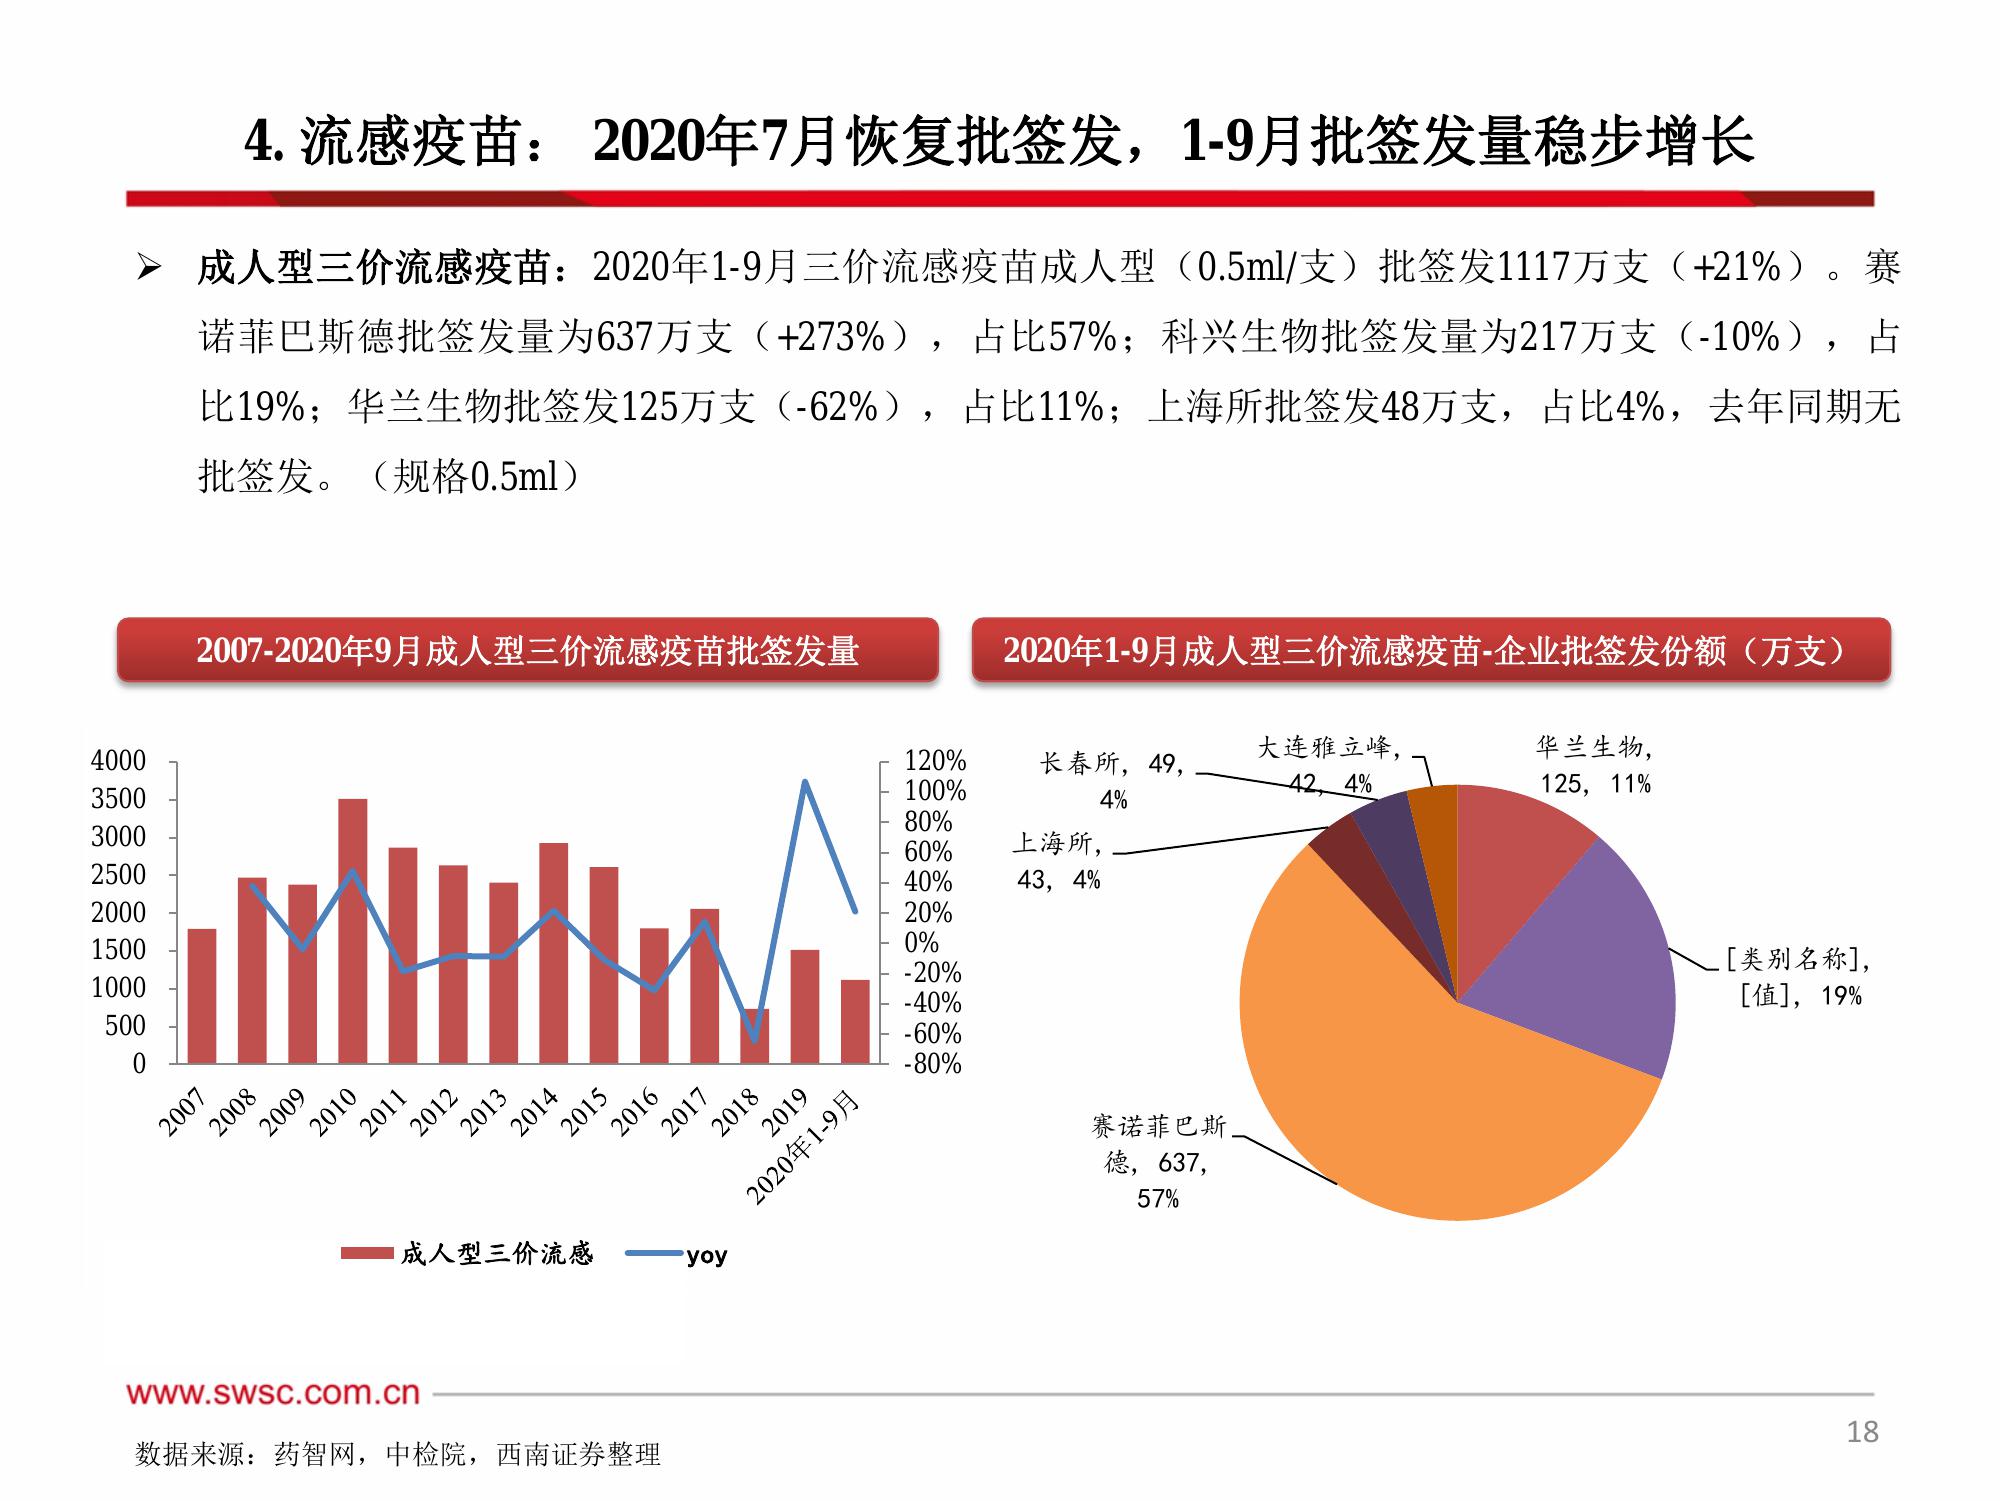 4. 流感疫苗： 2020年7月恢复批签发，1-9月批签发量稳步增长
➢ 成人型三价流感疫苗：2020年1-9月三价流感疫苗成人型（0.5ml/支）批签发1117万支（+21%）。赛
诺菲巴斯德批签发量为637万支（+273%），占比57%；科兴生物批签发量为217万支（-10%），占
比19%；华兰生物批签发125万支（-62%），占比11%；上海所批签发48万支，占比4%，去年同期无
批签发。（规格0.5ml）
2007-2020年9月成人型三价流感疫苗批签发量
4000
3500
3000
2500
2000
1500
1000
500
0
120%
100%
80%
60%
40%
20%
0%
-20%
-40%
-60%
-80%
2007
2008
2009
2010
2011
2012
2013
2014
2015
2016
2017
2018
2019
2020年1-9月
成人型三价流感
yoy
2020年1-9月成人型三价流感疫苗-企业批签发份额（万支）
长春所, 49,
4%
大连雅立峰,
42, 4%
华兰生物,
125, 11%
上海所,
43, 4%
[类别名称],
[值], 19%
赛诺菲巴斯
德, 637,
57%
www.swsc.com.cn
数据来源：药智网，中检院，西南证券整理
18